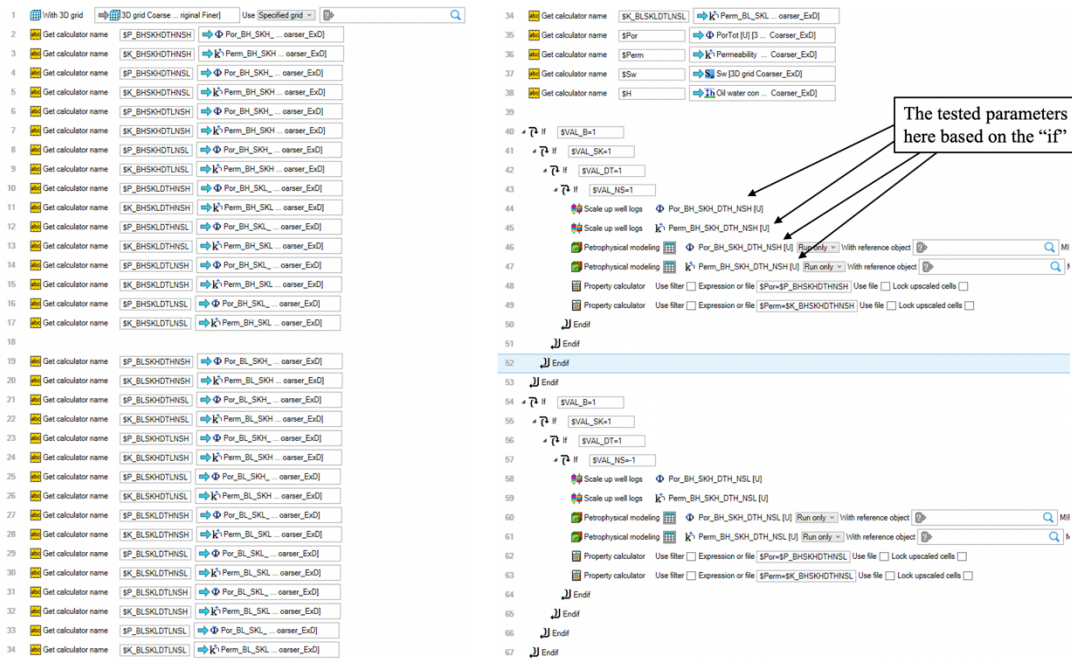 1 With 3D grid 3D grid Coarse ... riginal Finer] Use Specified grid
2 Get calculator name $P_BHSKHDTHNSH Por_BH_SKH_ ... oarser_ExD]
3 Get calculator name $K_BHSKHDTHNSH Perm_BH_SKH ... oarser_ExD]
4 Get calculator name $P_BHSKHDTHNSL Por_BH_SKH_ ... oarser_ExD]
5 Get calculator name $K_BHSKHDTHNSL Perm_BH_SKH ... oarser_ExD]
6 Get calculator name $P_BHSKHDTLNSH Por_BH_SKH_ ... oarser_ExD]
7 Get calculator name $K_BHSKHDTLNSH Perm_BH_SKH ... oarser_ExD]
8 Get calculator name $P_BHSKHDTLNSL Por_BH_SKH_ ... oarser_ExD]
9 Get calculator name $K_BHSKHDTLNSL Perm_BH_SKH ... oarser_ExD]
10 Get calculator name $P_BHSKLDTHNSH Por_BH_SKL_ ... oarser_ExD]
11 Get calculator name $K_BHSKLDTHNSH Perm_BH_SKL ... oarser_ExD]
12 Get calculator name $P_BHSKLDTHNSL Por_BH_SKL_ ... oarser_ExD]
13 Get calculator name $K_BHSKLDTHNSL Perm_BH_SKL ... oarser_ExD]
14 Get calculator name $P_BHSKLDTLNSH Por_BH_SKL_ ... oarser_ExD]
15 Get calculator name $K_BHSKLDTLNSH Perm_BH_SKL ... oarser_ExD]
16 Get calculator name $P_BHSKLDTLNSL Por_BH_SKL_ ... oarser_ExD]
17 Get calculator name $K_BHSKLDTLNSL Perm_BH_SKL ... oarser_ExD]
18
19 Get calculator name $P_BLSKHDTHNSH Por_BL_SKH_ ... oarser_ExD]
20 Get calculator name $K_BLSKHDTHNSH Perm_BL_SKH ... oarser_ExD]
21 Get calculator name $P_BLSKHDTHNSL Por_BL_SKH_ ... oarser_ExD]
22 Get calculator name $K_BLSKHDTHNSL Perm_BL_SKH ... oarser_ExD]
23 Get calculator name $P_BLSKHDTLNSH Por_BL_SKH_ ... oarser_ExD]
24 Get calculator name $K_BLSKHDTLNSH Perm_BL_SKH ... oarser_ExD]
25 Get calculator name $P_BLSKHDTLNSL Por_BL_SKH_ ... oarser_ExD]
26 Get calculator name $K_BLSKHDTLNSL Perm_BL_SKH ... oarser_ExD]
27 Get calculator name $P_BLSKLDTHNSH Por_BL_SKL_ ... oarser_ExD]
28 Get calculator name $K_BLSKLDTHNSH Perm_BL_SKL ... oarser_ExD]
29 Get calculator name $P_BLSKLDTHNSL Por_BL_SKL_ ... oarser_ExD]
30 Get calculator name $K_BLSKLDTHNSL Perm_BL_SKL ... oarser_ExD]
31 Get calculator name $P_BLSKLDTLNSH Por_BL_SKL_ ... oarser_ExD]
32 Get calculator name $K_BLSKLDTLNSH Perm_BL_SKL ... oarser_ExD]
33 Get calculator name $P_BLSKLDTLNSL Por_BL_SKL_ ... oarser_ExD]
34 Get calculator name $K_BLSKLDTLNSL Perm_BL_SKL ... oarser_ExD]
34 Get calculator name $K_BLSKLDTLNSL Perm_BL_SKL ... oarser_ExD]
35 Get calculator name $Por PorTot [U] [3 ... Coarser_ExD]
36 Get calculator name $Perm Permeability ... Coarser_ExD]
37 Get calculator name $Sw Sw [3D grid Coarser_ExD]
38 Get calculator name $H Oil water con ... Coarser_ExD]
39
The tested parameters
here based on the “if”
40 If $VAL_B=1
41 If $VAL_SK=1
42 If $VAL_DT=1
43 If $VAL_NS=1
44 Scale up well logs Por_BH_SKH_DTH_NSH [U]
45 Scale up well logs Perm_BH_SKH_DTH_NSH [U]
46 Petrophysical modeling Por_BH_SKH_DTH_NSH [U] Run only With reference object
47 Petrophysical modeling Perm_BH_SKH_DTH_NSH [U] Run only With reference object
48 Property calculator Use filter Expression or file $Por=$P_BHSKHDTHNSH Use file Lock upscaled cells
49 Property calculator Use filter Expression or file $Perm=$K_BHSKHDTHNSH Use file Lock upscaled cells
50 Endif
51 Endif
52 Endif
53 Endif
54 If $VAL_B=1
55 If $VAL_SK=1
56 If $VAL_DT=1
57 If $VAL_NS=-1
58 Scale up well logs Por_BH_SKH_DTH_NSL [U]
59 Scale up well logs Perm_BH_SKH_DTH_NSL [U]
60 Petrophysical modeling Por_BH_SKH_DTH_NSL [U] Run only With reference object
61 Petrophysical modeling Perm_BH_SKH_DTH_NSL [U] Run only With reference object
62 Property calculator Use filter Expression or file $Por=$P_BHSKHDTHNSL Use file Lock upscaled cells
63 Property calculator Use filter Expression or file $Perm=$K_BHSKHDTHNSL Use file Lock upscaled cells
64 Endif
65 Endif
66 Endif
67 Endif